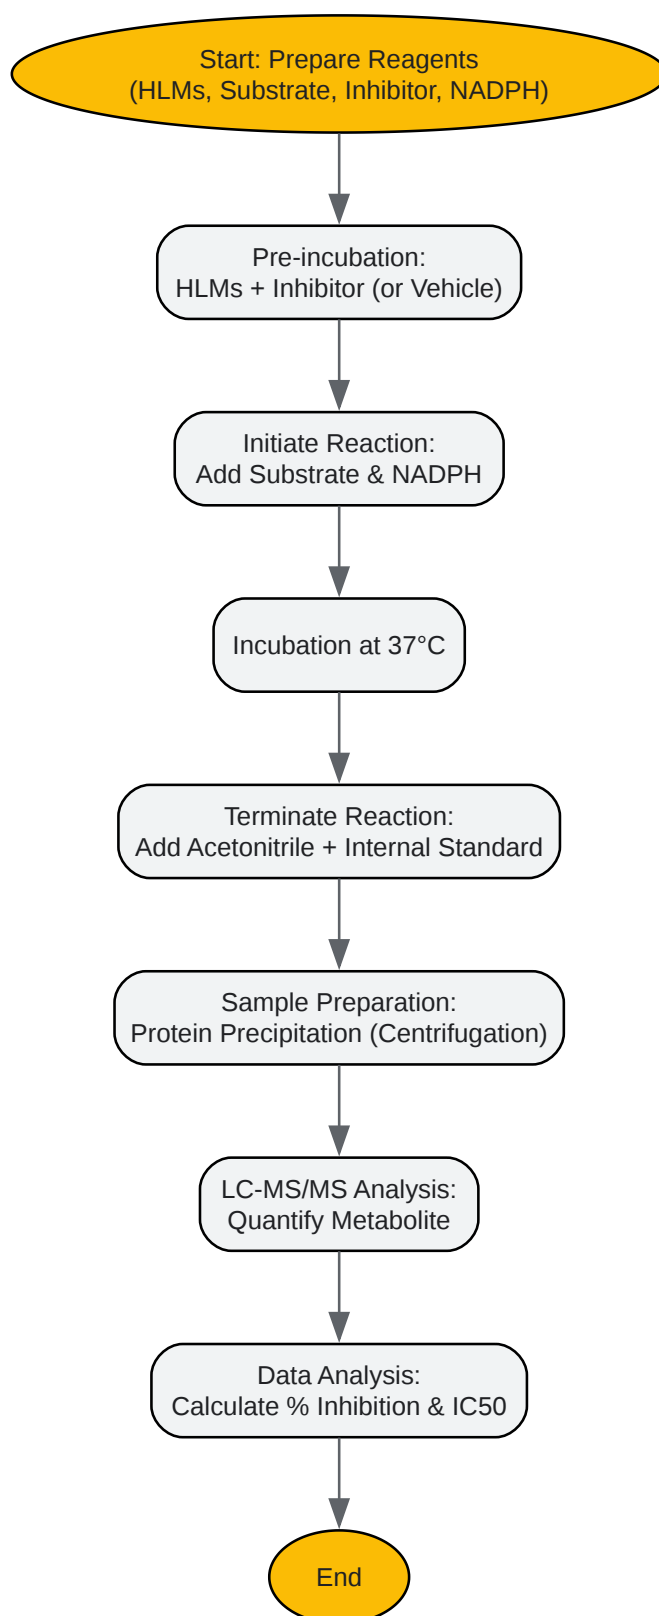 Start: Prepare Reagents
(HLMs, Substrate, Inhibitor, NADPH)
Pre-incubation:
HLMs + Inhibitor (or Vehicle)
Initiate Reaction:
Add Substrate & NADPH
Incubation at 37°C
Terminate Reaction:
Add Acetonitrile + Internal Standard
Sample Preparation:
Protein Precipitation (Centrifugation)
LC-MS/MS Analysis:
Quantify Metabolite
Data Analysis:
Calculate % Inhibition & IC50
End